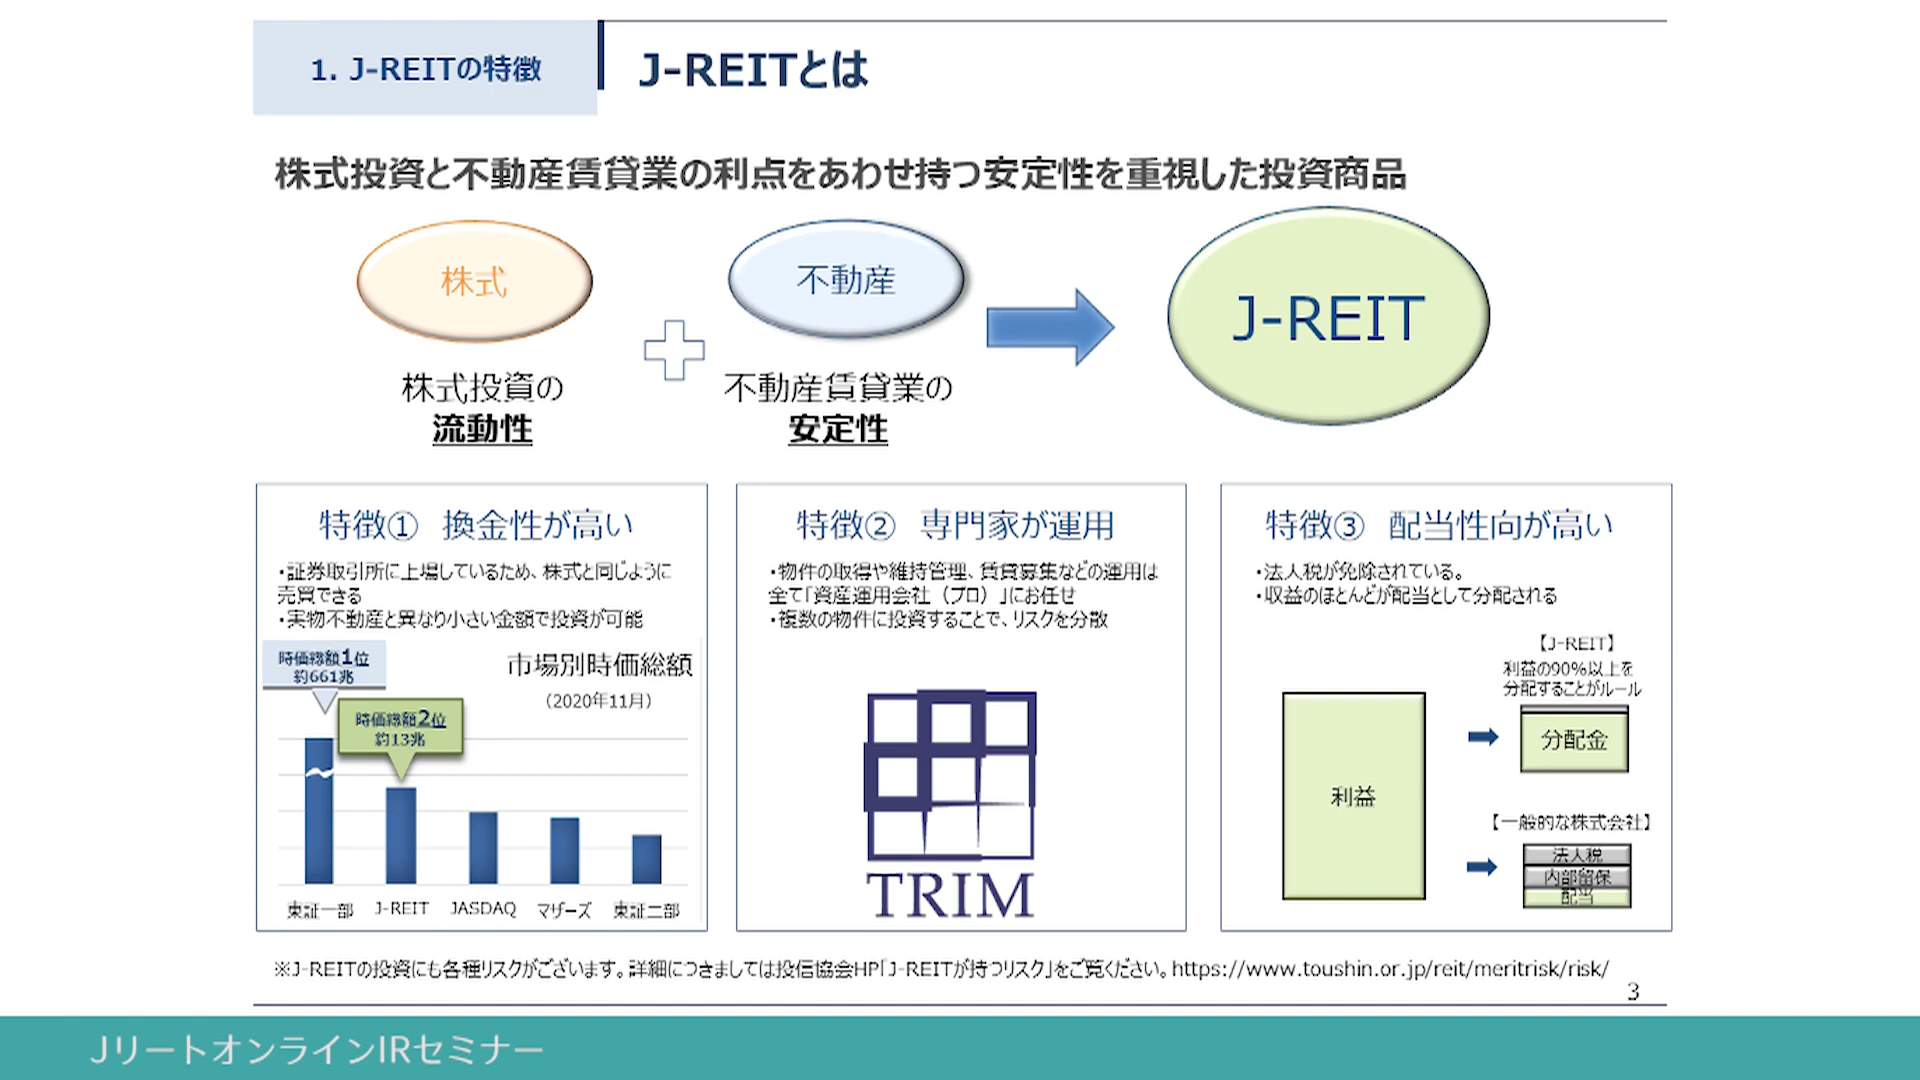 1. J-REITの特徴
J-REITとは
株式投資と不動産賃貸業の利点をあわせ持つ安定性を重視した投資商品
株式
不動産
J-REIT
株式投資の
流動性
不動産賃貸業の
安定性
特徴① 換金性が高い
・証券取引所に上場しているため、株式と同じように
売買できる
・実物不動産と異なり小さい金額で投資が可能
時価総額1位
約661兆
市場別時価総額
（2020年11月）
時価総額2位
約13兆
東証一部
J-REIT
JASDAQ
マザーズ
東証二部
特徴② 専門家が運用
・物件の取得や維持管理、賃貸募集などの運用は
全て「資産運用会社（プロ）」にお任せ
・複数の物件に投資することで、リスクを分散
TRIM
特徴③ 配当性向が高い
・法人税が免除されている。
・収益のほとんどが配当として分配される
【J-REIT】
利益の90%以上を
分配することがルール
利益
分配金
【一般的な株式会社】
法人税
内部留保
配当
※J-REITの投資にも各種リスクがございます。詳細につきましては投信協会HP「J-REITが持つリスク」をご覧ください。https://www.toushin.or.jp/reit/meritrisk/risk/
3
JリートオンラインIRセミナー